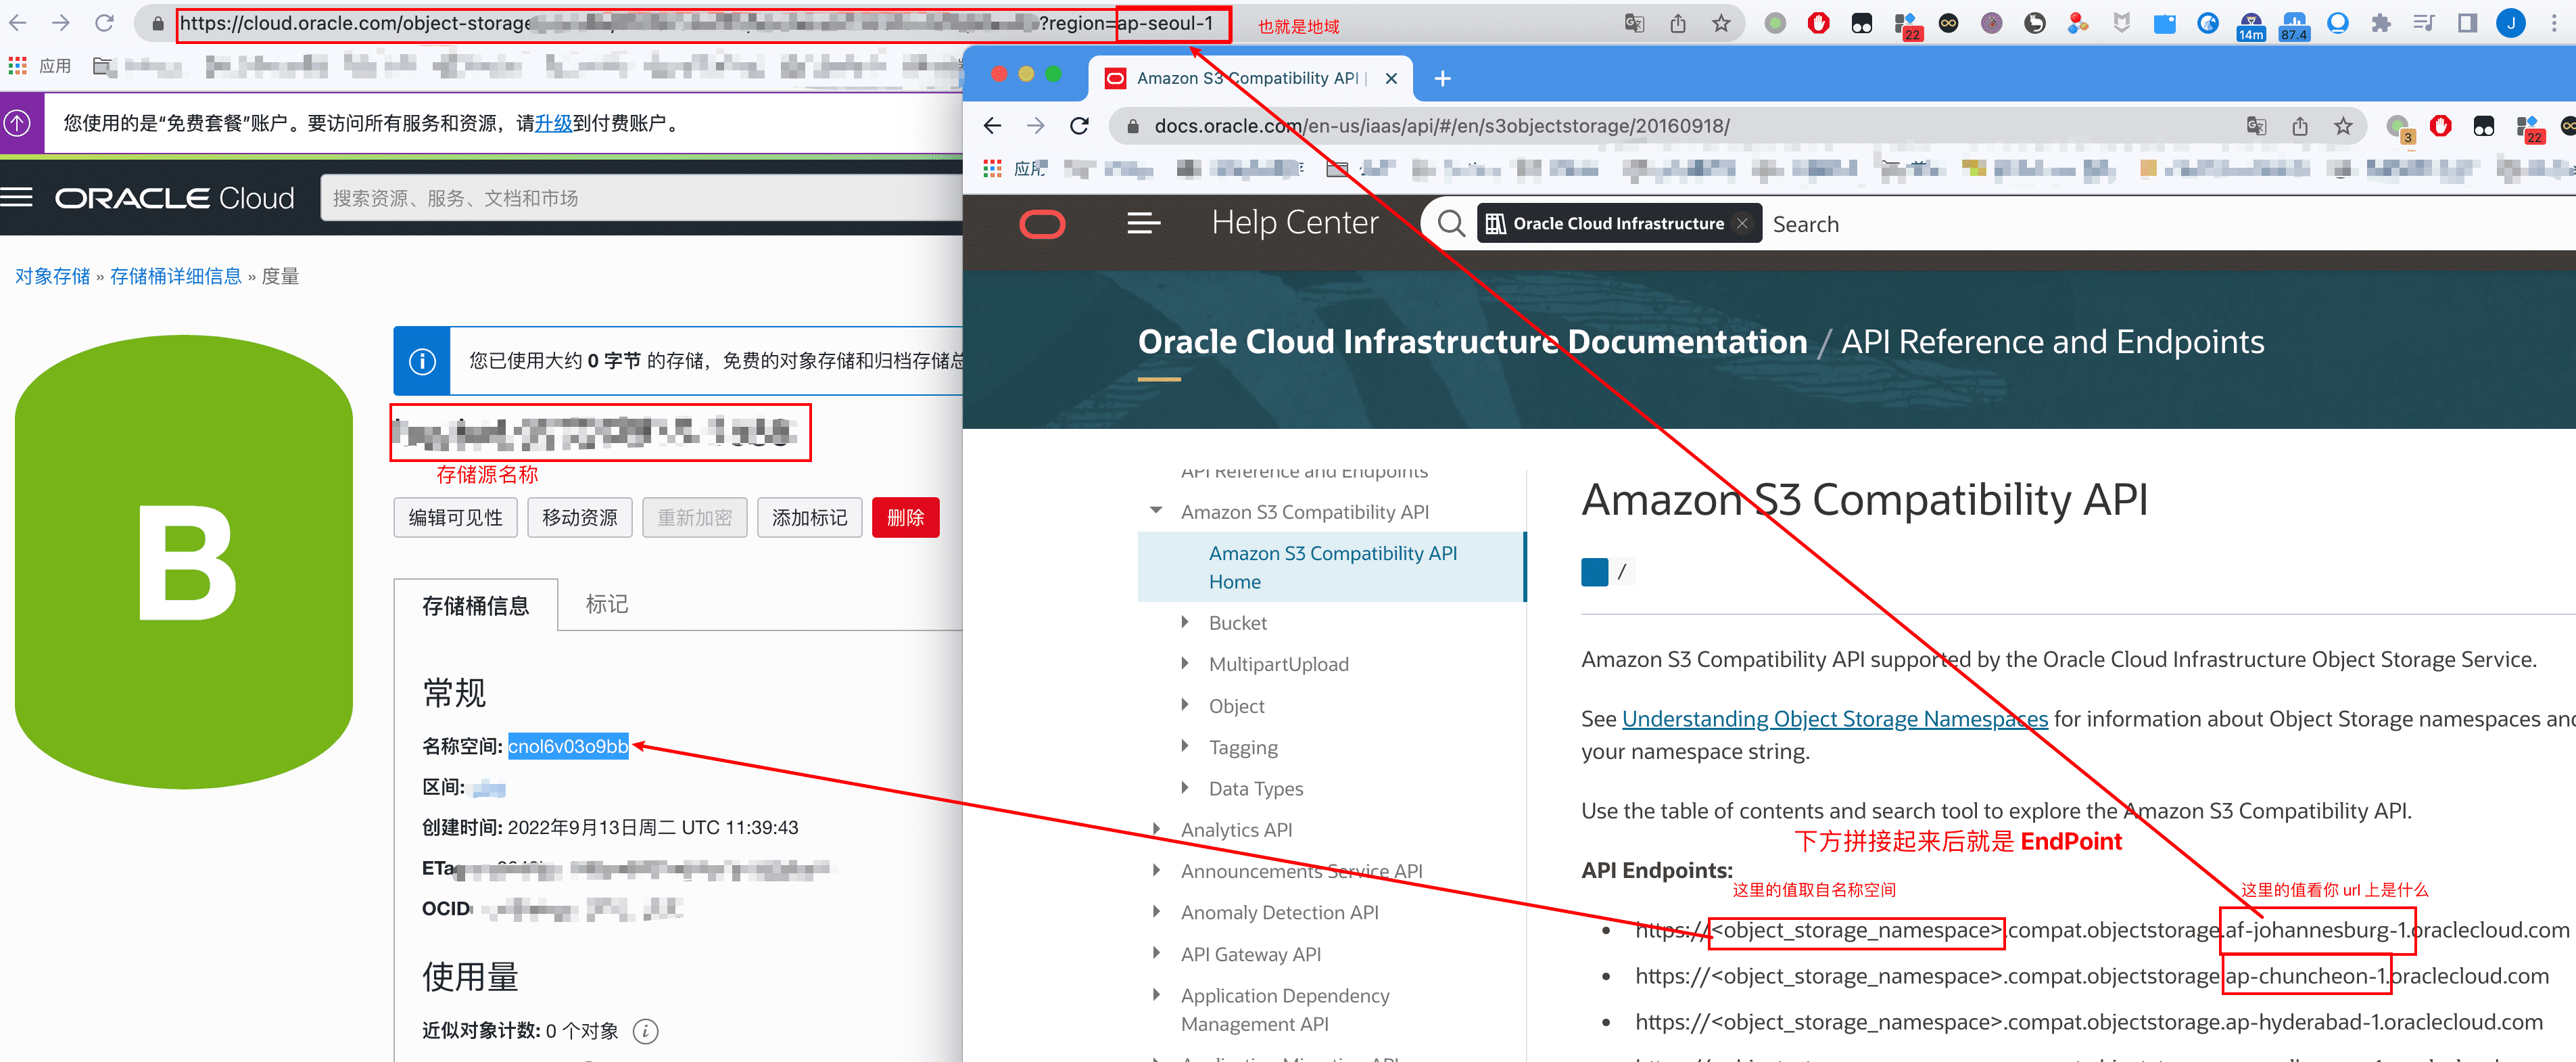 https://cloud.oracle.com/object-storage
?region=ap-seoul-1
也就是地域
22
14m
87.4
J
应用
Amazon S3 Compatibility API |
您使用的是“免费套餐”账户。要访问所有服务和资源，请升级到付费账户。
docs.oracle.com/en-us/iaas/api/#/en/s3objectstorage/20160918/
3
22
应用
ORACLE Cloud
搜索资源、服务、文档和市场
Help Center
Oracle Cloud Infrastructure
Search
对象存储 » 存储桶详细信息 » 度量
B
您已使用大约 0 字节 的存储，免费的对象存储和归档存储总
存储源名称
编辑可见性
移动资源
重新加密
添加标记
删除
存储桶信息
标记
常规
名称空间: cnol6v03o9bb
区间:
创建时间: 2022年9月13日周二 UTC 11:39:43
ETa
OCID
使用量
近似对象计数: 0 个对象
Oracle Cloud Infrastructure Documentation / API Reference and Endpoints
API Reference and Endpoints
Amazon S3 Compatibility API
Amazon S3 Compatibility API
Home
Bucket
MultipartUpload
Object
Tagging
Data Types
Analytics API
Announcements Service API
Anomaly Detection API
API Gateway API
Application Dependency
Management API
Amazon S3 Compatibility API
/
Amazon S3 Compatibility API supported by the Oracle Cloud Infrastructure Object Storage Service.
See Understanding Object Storage Namespaces for information about Object Storage namespaces and
your namespace string.
Use the table of contents and search tool to explore the Amazon S3 Compatibility API.
下方拼接起来后就是 EndPoint
API Endpoints:
这里的值取自名称空间
这里的值看你 url 上是什么
https://<object_storage_namespace>.compat.objectstorage.af-johannesburg-1.oraclecloud.com
https://<object_storage_namespace>.compat.objectstorage.ap-chuncheon-1.oraclecloud.com
https://<object_storage_namespace>.compat.objectstorage.ap-hyderabad-1.oraclecloud.com